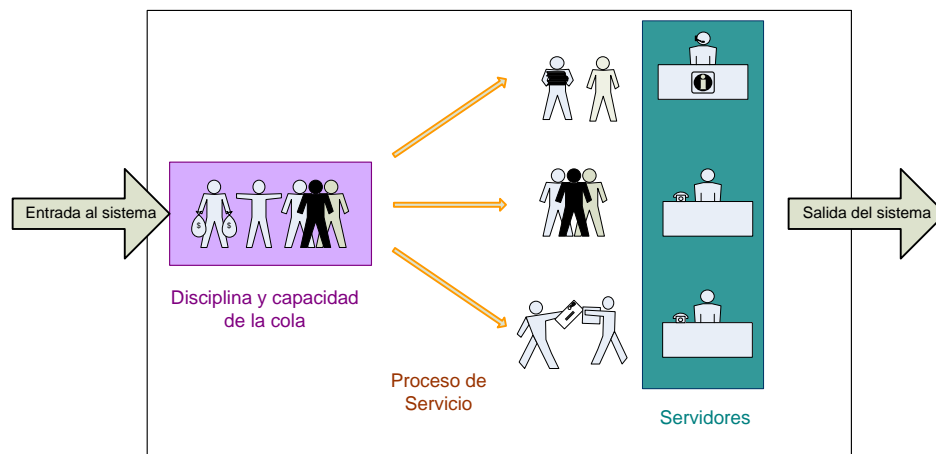 Entrada al sistema
$ $
Disciplina y capacidad
de la cola
Proceso de
Servicio
i
Servidores
Salida del sistema